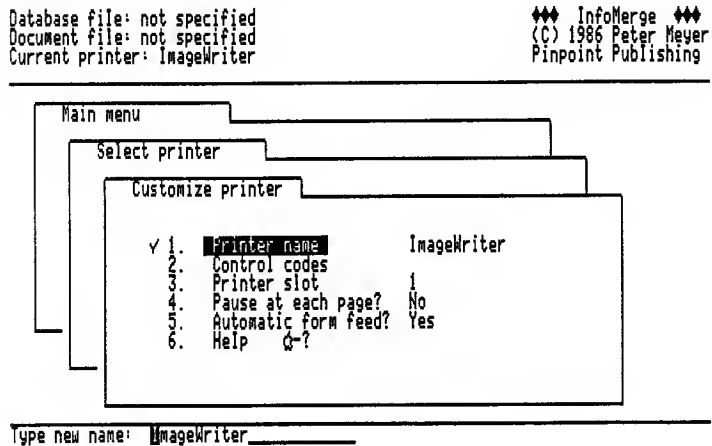 Database file: not specified
Document file: not specified
Current printer: ImageWriter
♦♦♦ InfoMerge ♦♦♦
(C) 1986 Peter Meyer
Pinpoint Publishing
Main menu
Select printer
Customize printer
✓ 1. Printer name ImageWriter
2. Control codes
3. Printer slot 1
4. Pause at each page? No
5. Automatic form feed? Yes
6. Help -?
Type new name: ImageWriter